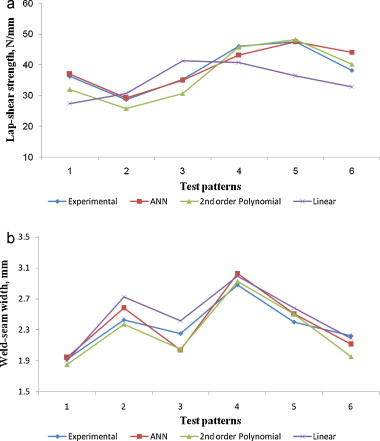 a
Lap-shear strength, N/mm
60
50
40
30
20
10
1 2 3 4 5 6
Test patterns
Experimental ANN 2nd order Polynomial Linear
b
Weld-seam width, mm
3.5
3.1
2.7
2.3
1.9
1.5
1 2 3 4 5 6
Test patterns
Experimental ANN 2nd order Polynomial Linear